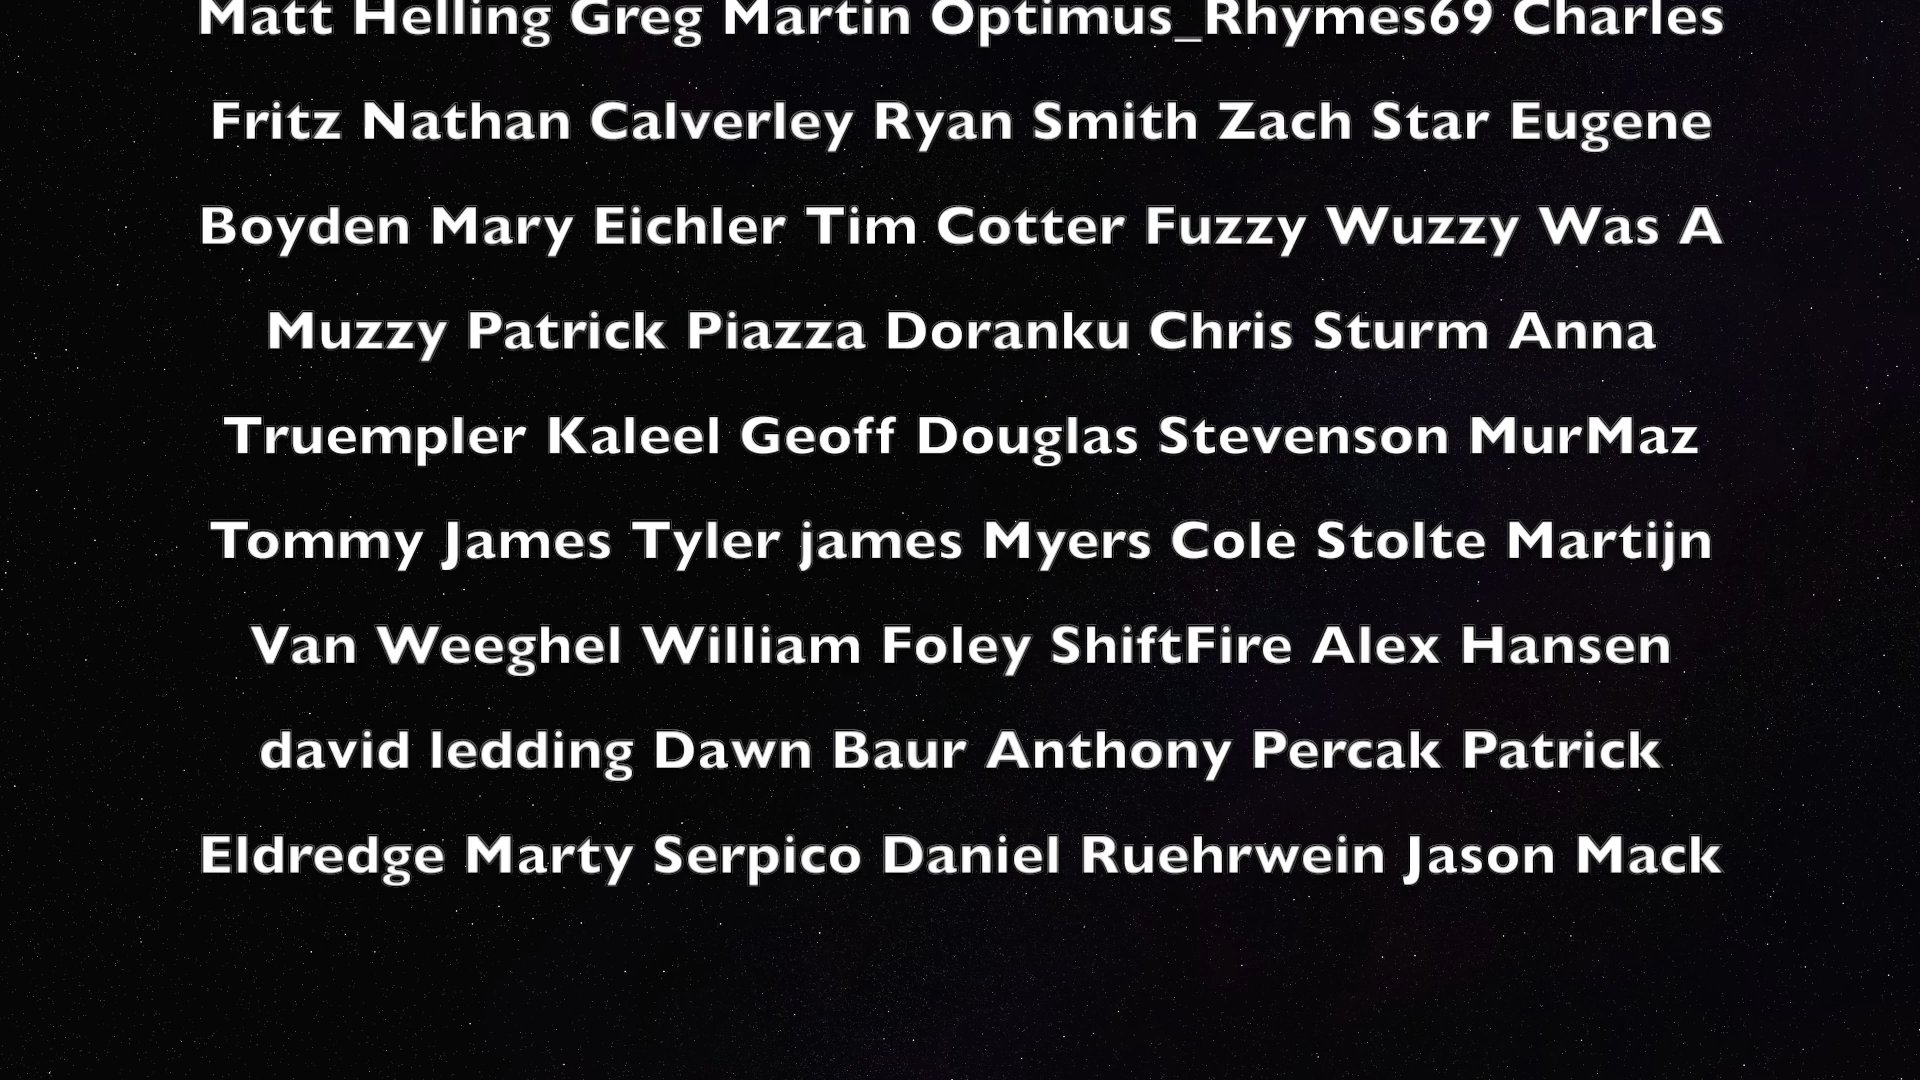 Matt Helling Greg Martin Optimus_Rhymes69 Charles
Fritz Nathan Calverley Ryan Smith Zach Star Eugene
Boyden Mary Eichler Tim Cotter Fuzzy Wuzzy Was A
Muzzy Patrick Piazza Doranku Chris Sturm Anna
Truempler Kaleel Geoff Douglas Stevenson MurMaz
Tommy James Tyler james Myers Cole Stolte Martijn
Van Weeghel William Foley ShiftFire Alex Hansen
david ledding Dawn Baur Anthony Percak Patrick
Eldredge Marty Serpico Daniel Ruehrwein Jason Mack